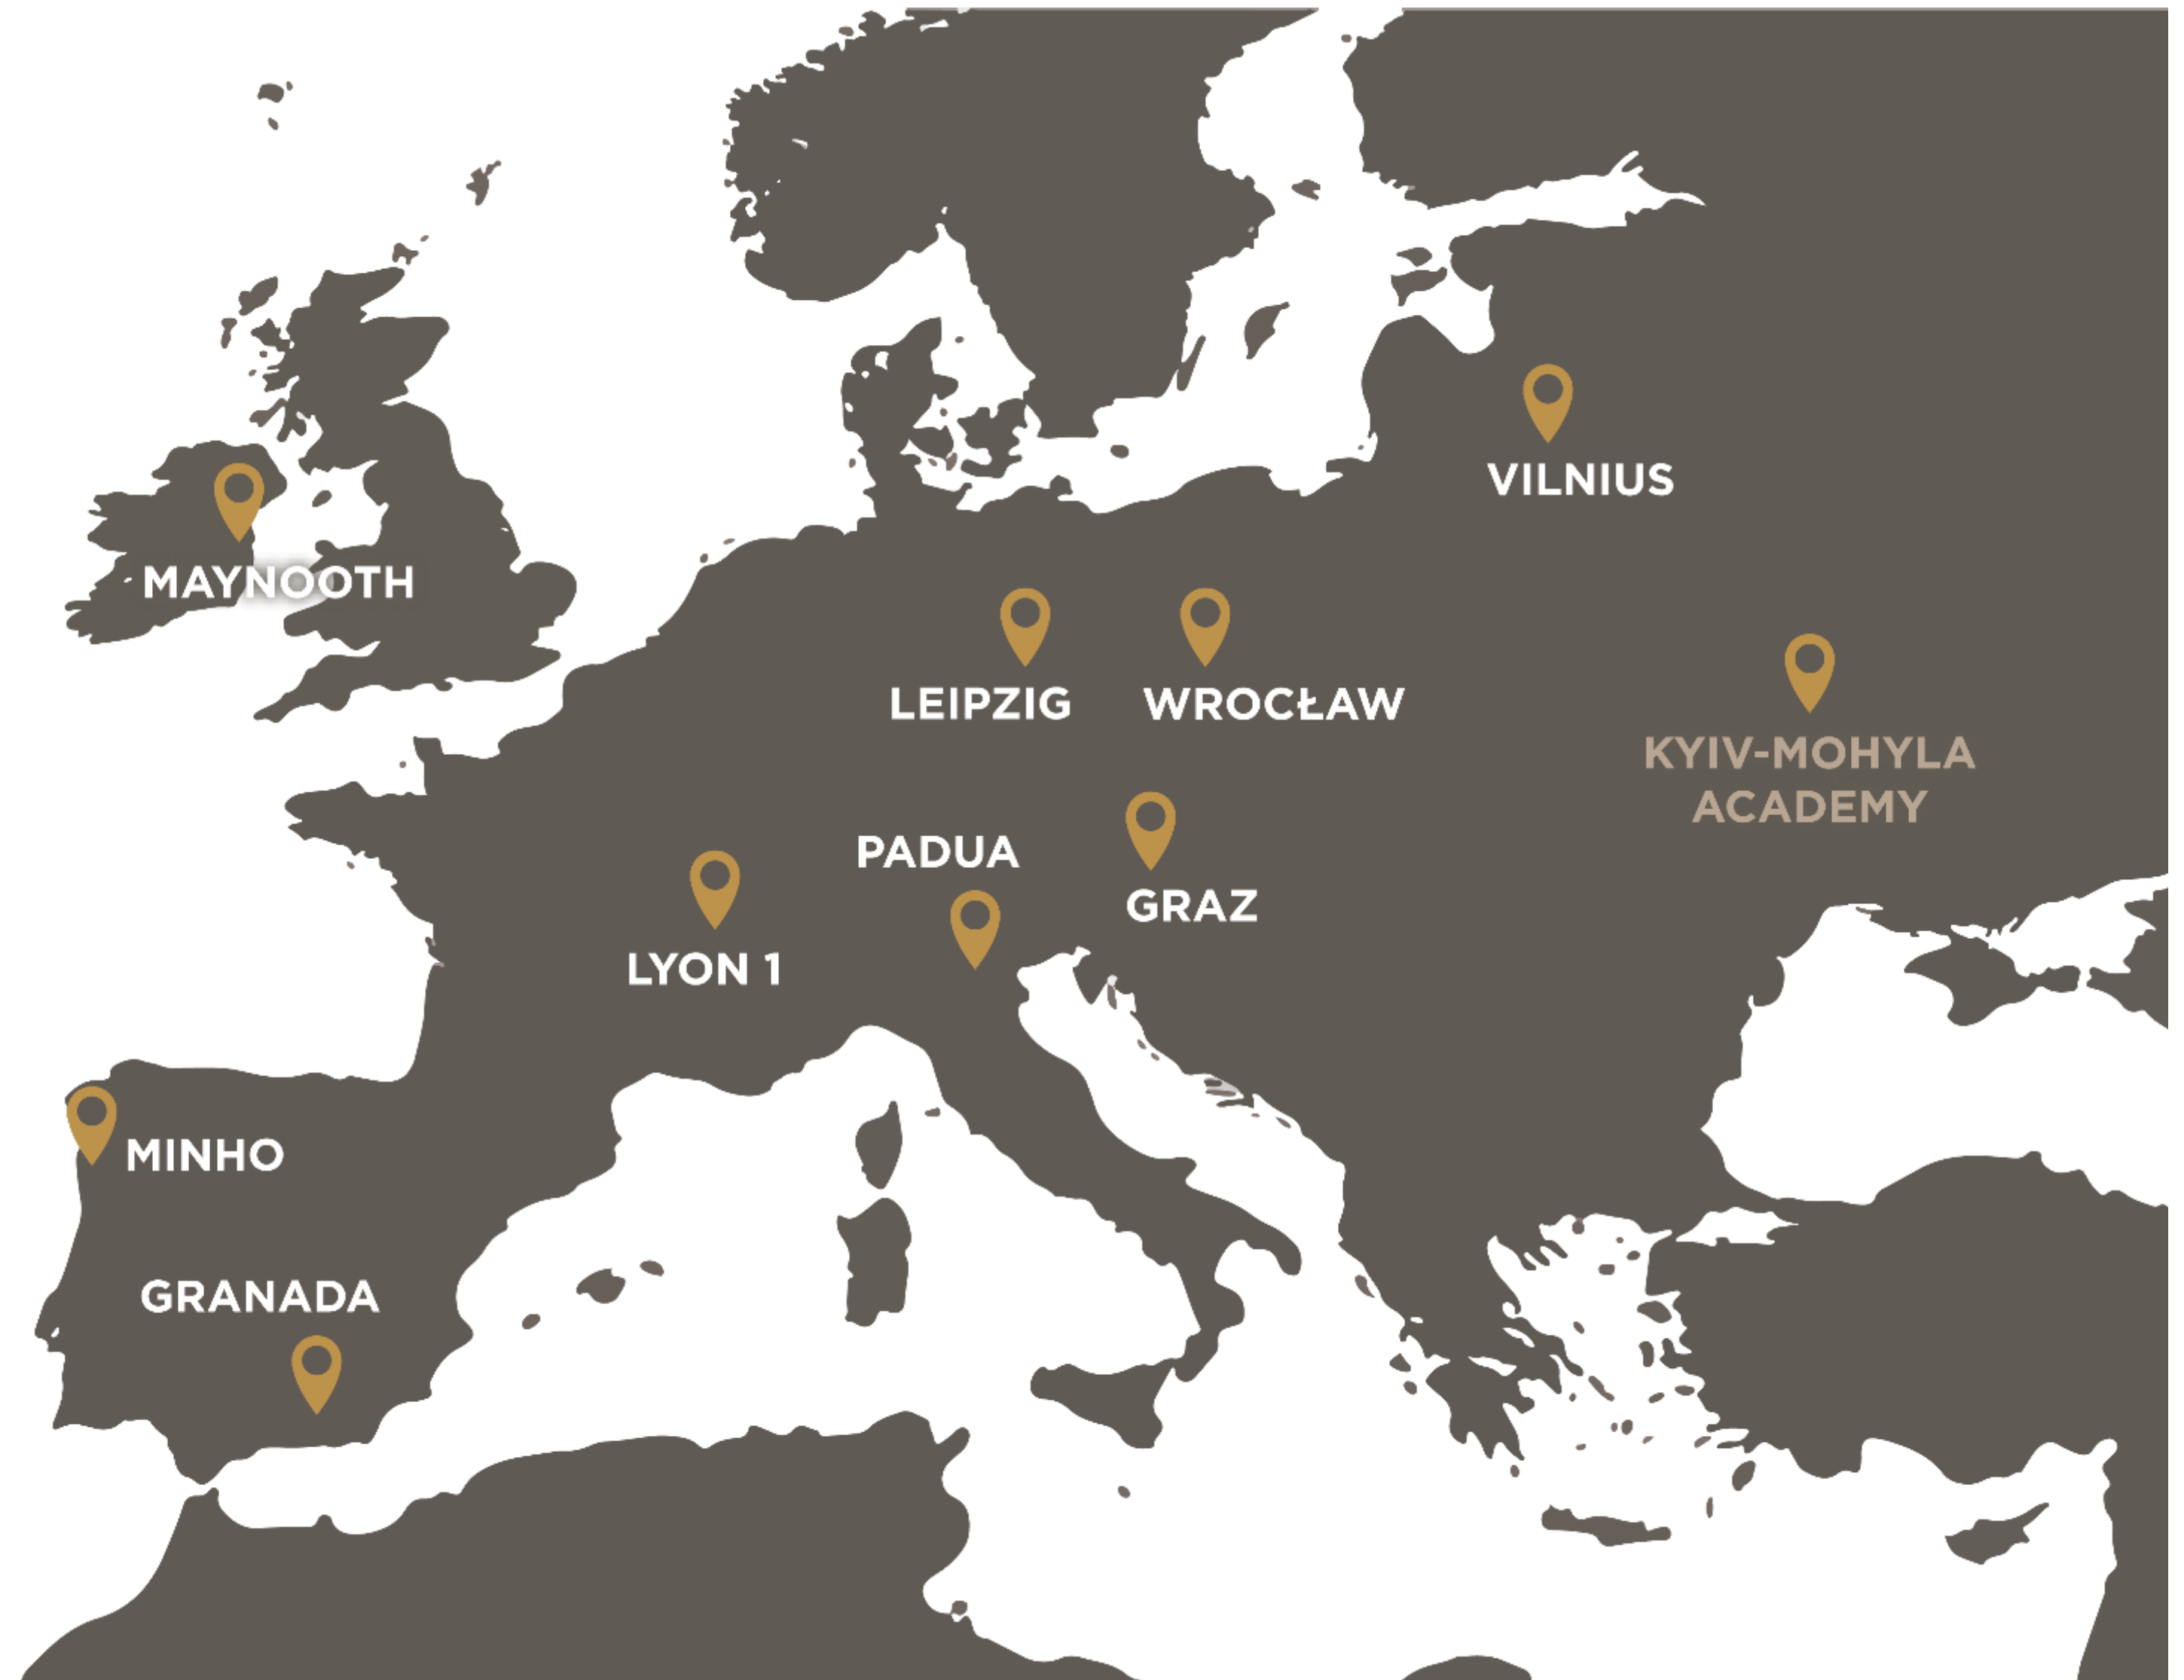 VILNIUS
MAYNOOTH
LEIPZIG
WROCŁAW
KYIV-MOHYLA
ACADEMY
PADUA
GRAZ
LYON 1
MINHO
GRANADA